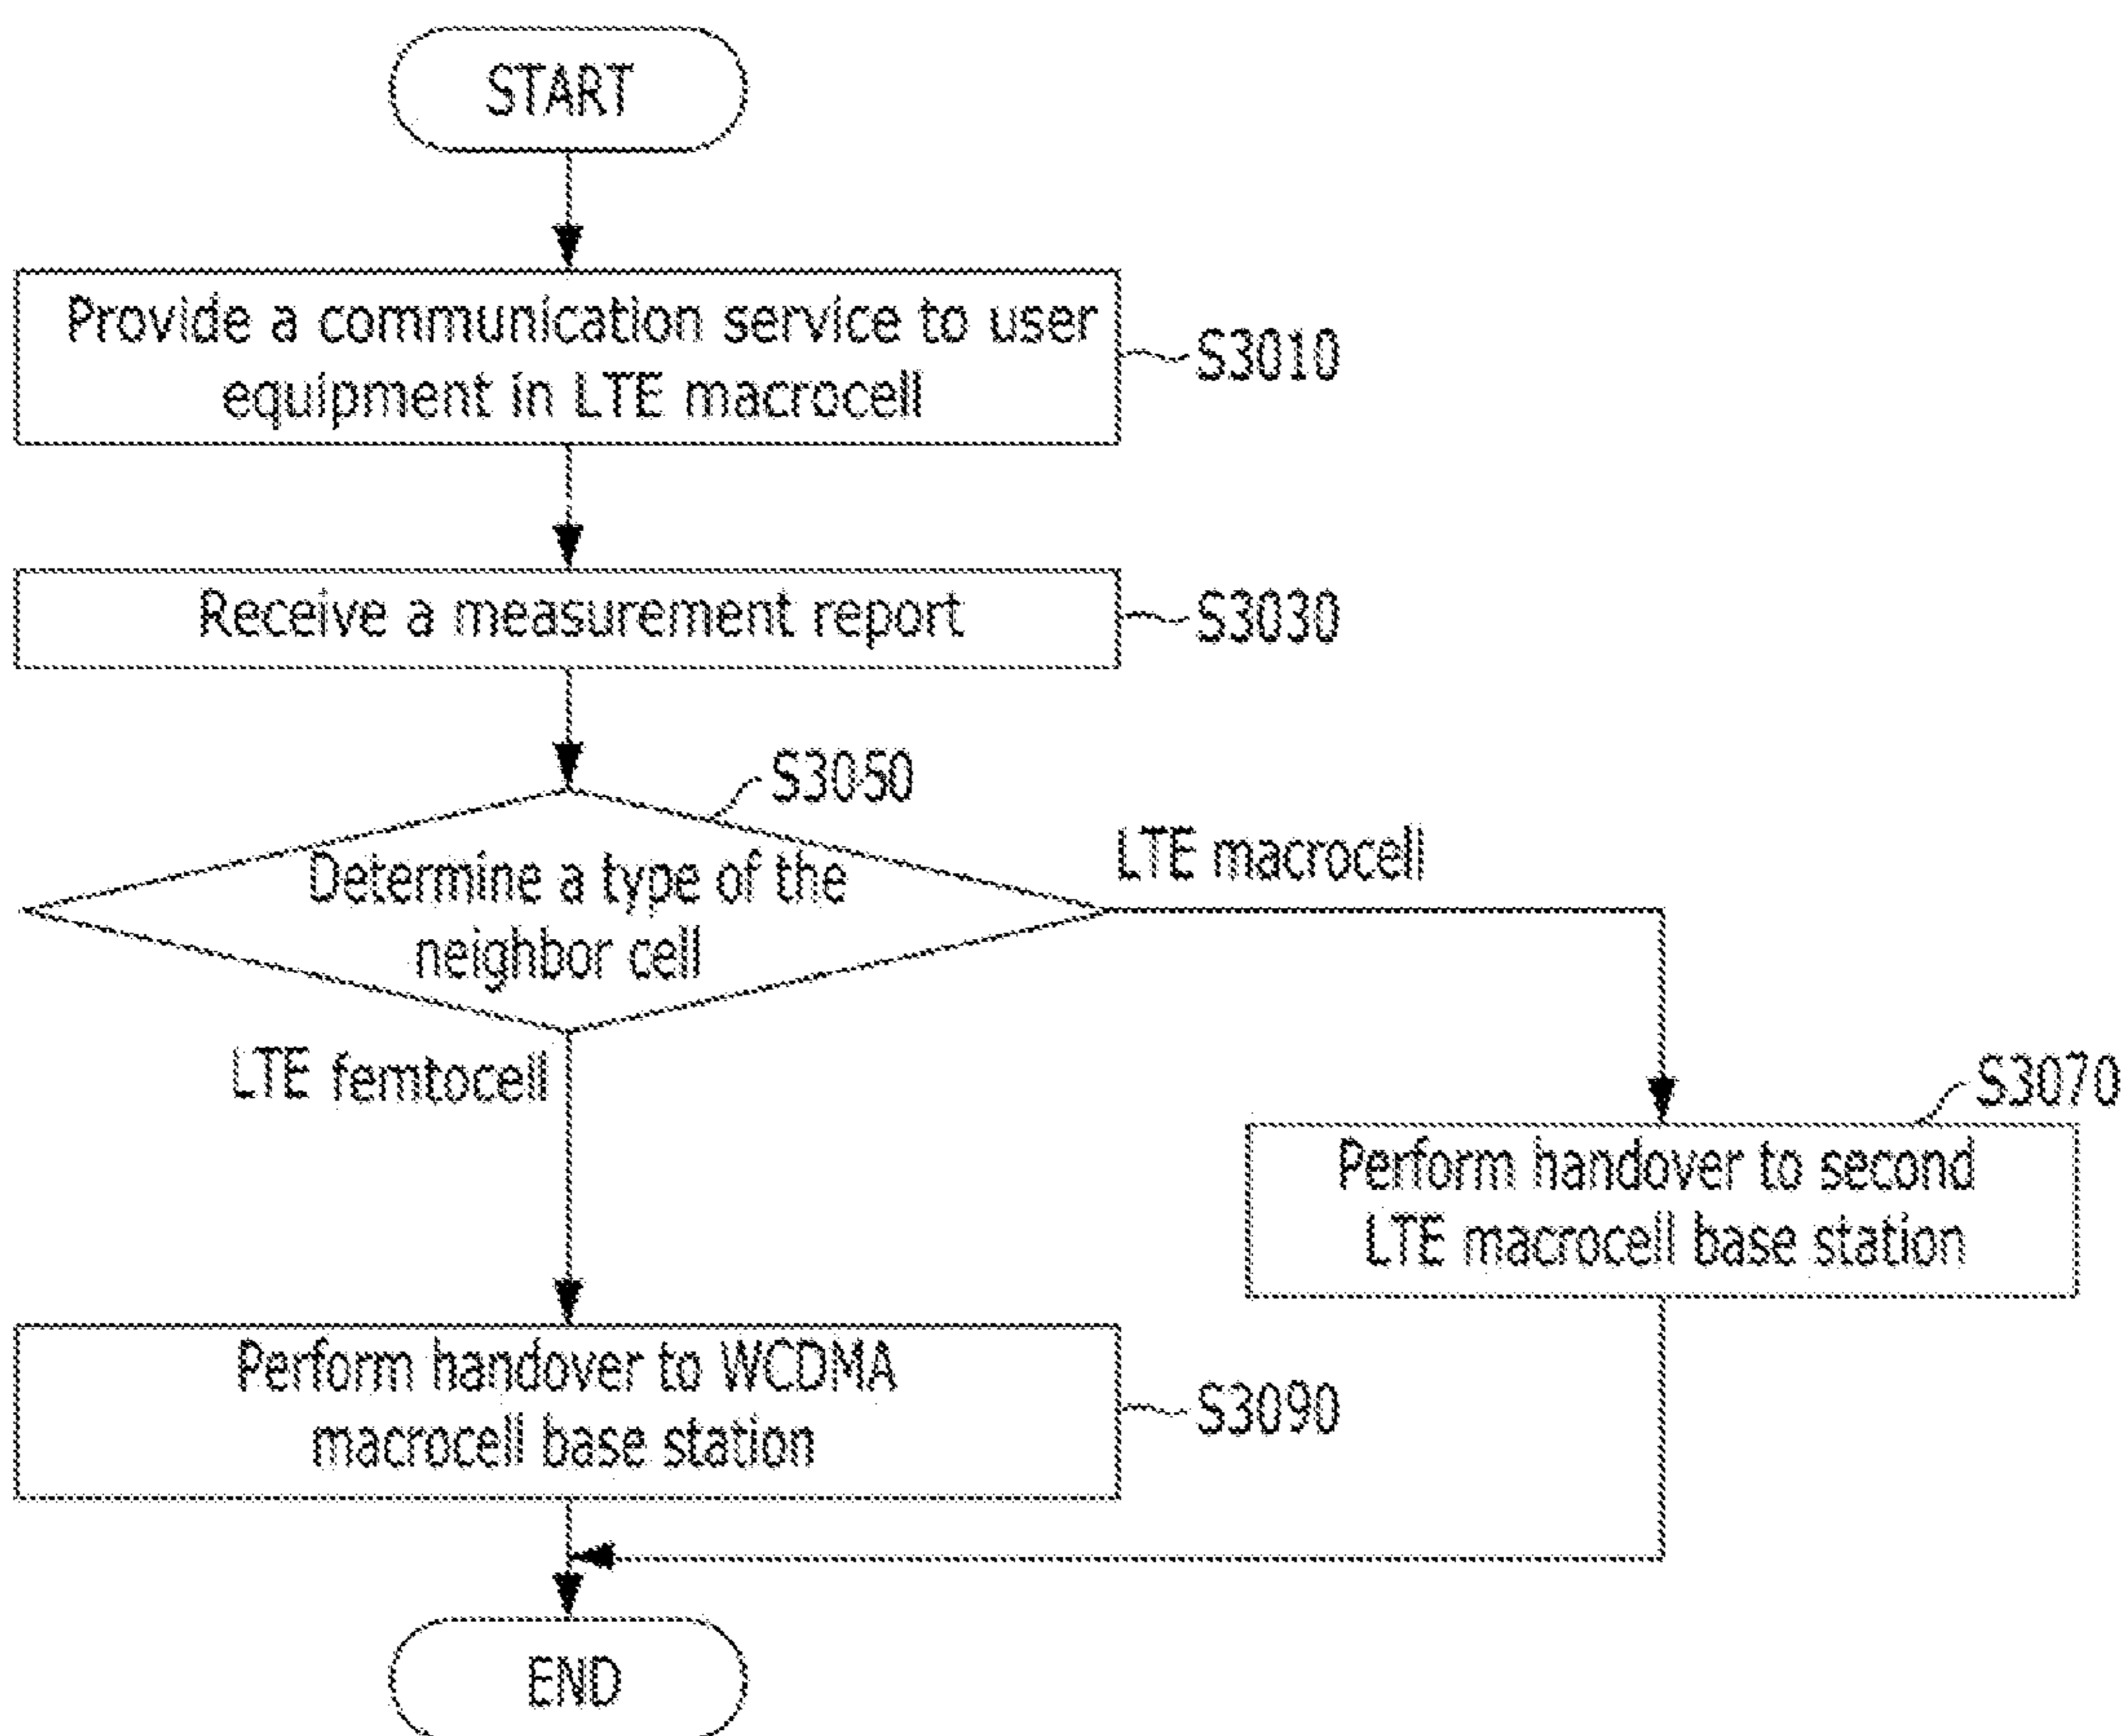 START
Provide a communication service to user
equipment in LTE macrocell
S3010
Receive a measurement report
S3030
S3050
Determine a type of the
neighbor cell
LTE macrocell
LTE femtocell
S3070
Perform handover to second
LTE macrocell base station
Perform handover to WCDMA
macrocell base station
S3090
END